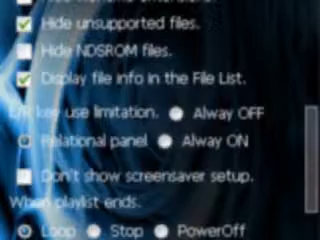 Hide unsupported files.
Hide NDSROM files.
Display file info in the File List.
L/R key use limitation. Alway OFF
Relational panel Alway ON
Don't show screensaver setup.
When playlist ends.
Loop Stop PowerOff